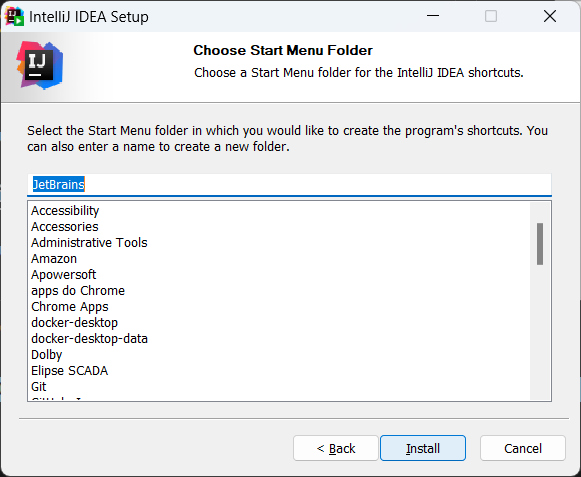 IntelliJ IDEA Setup
IJ
Choose Start Menu Folder
Choose a Start Menu folder for the IntelliJ IDEA shortcuts.
Select the Start Menu folder in which you would like to create the program's shortcuts. You
can also enter a name to create a new folder.
JetBrains
Accessibility
Accessories
Administrative Tools
Amazon
Apowersoft
apps do Chrome
Chrome Apps
docker-desktop
docker-desktop-data
Dolby
Elipse SCADA
Git
< Back
Install
Cancel